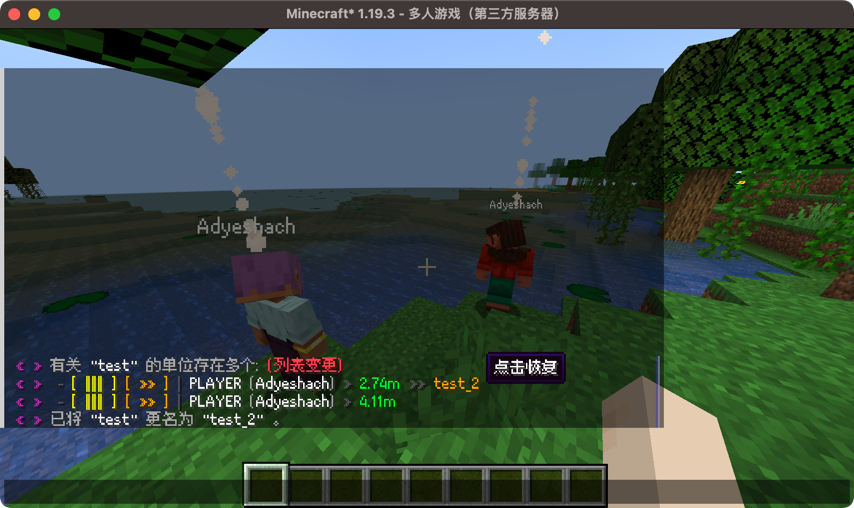 Minecraft* 1.19.3 - 多人游戏（第三方服务器）
Adyeshach
Adyeshach
« » 有关 "test" 的单位存在多个: (列表变更)
点击恢复
« » - [ ||| ] [ >> ] | PLAYER (Adyeshach) > 2.74m >> test_2
« » - [ ||| ] [ >> ] | PLAYER (Adyeshach) > 4.11m
« » 已将 "test" 更名为 "test_2" 。